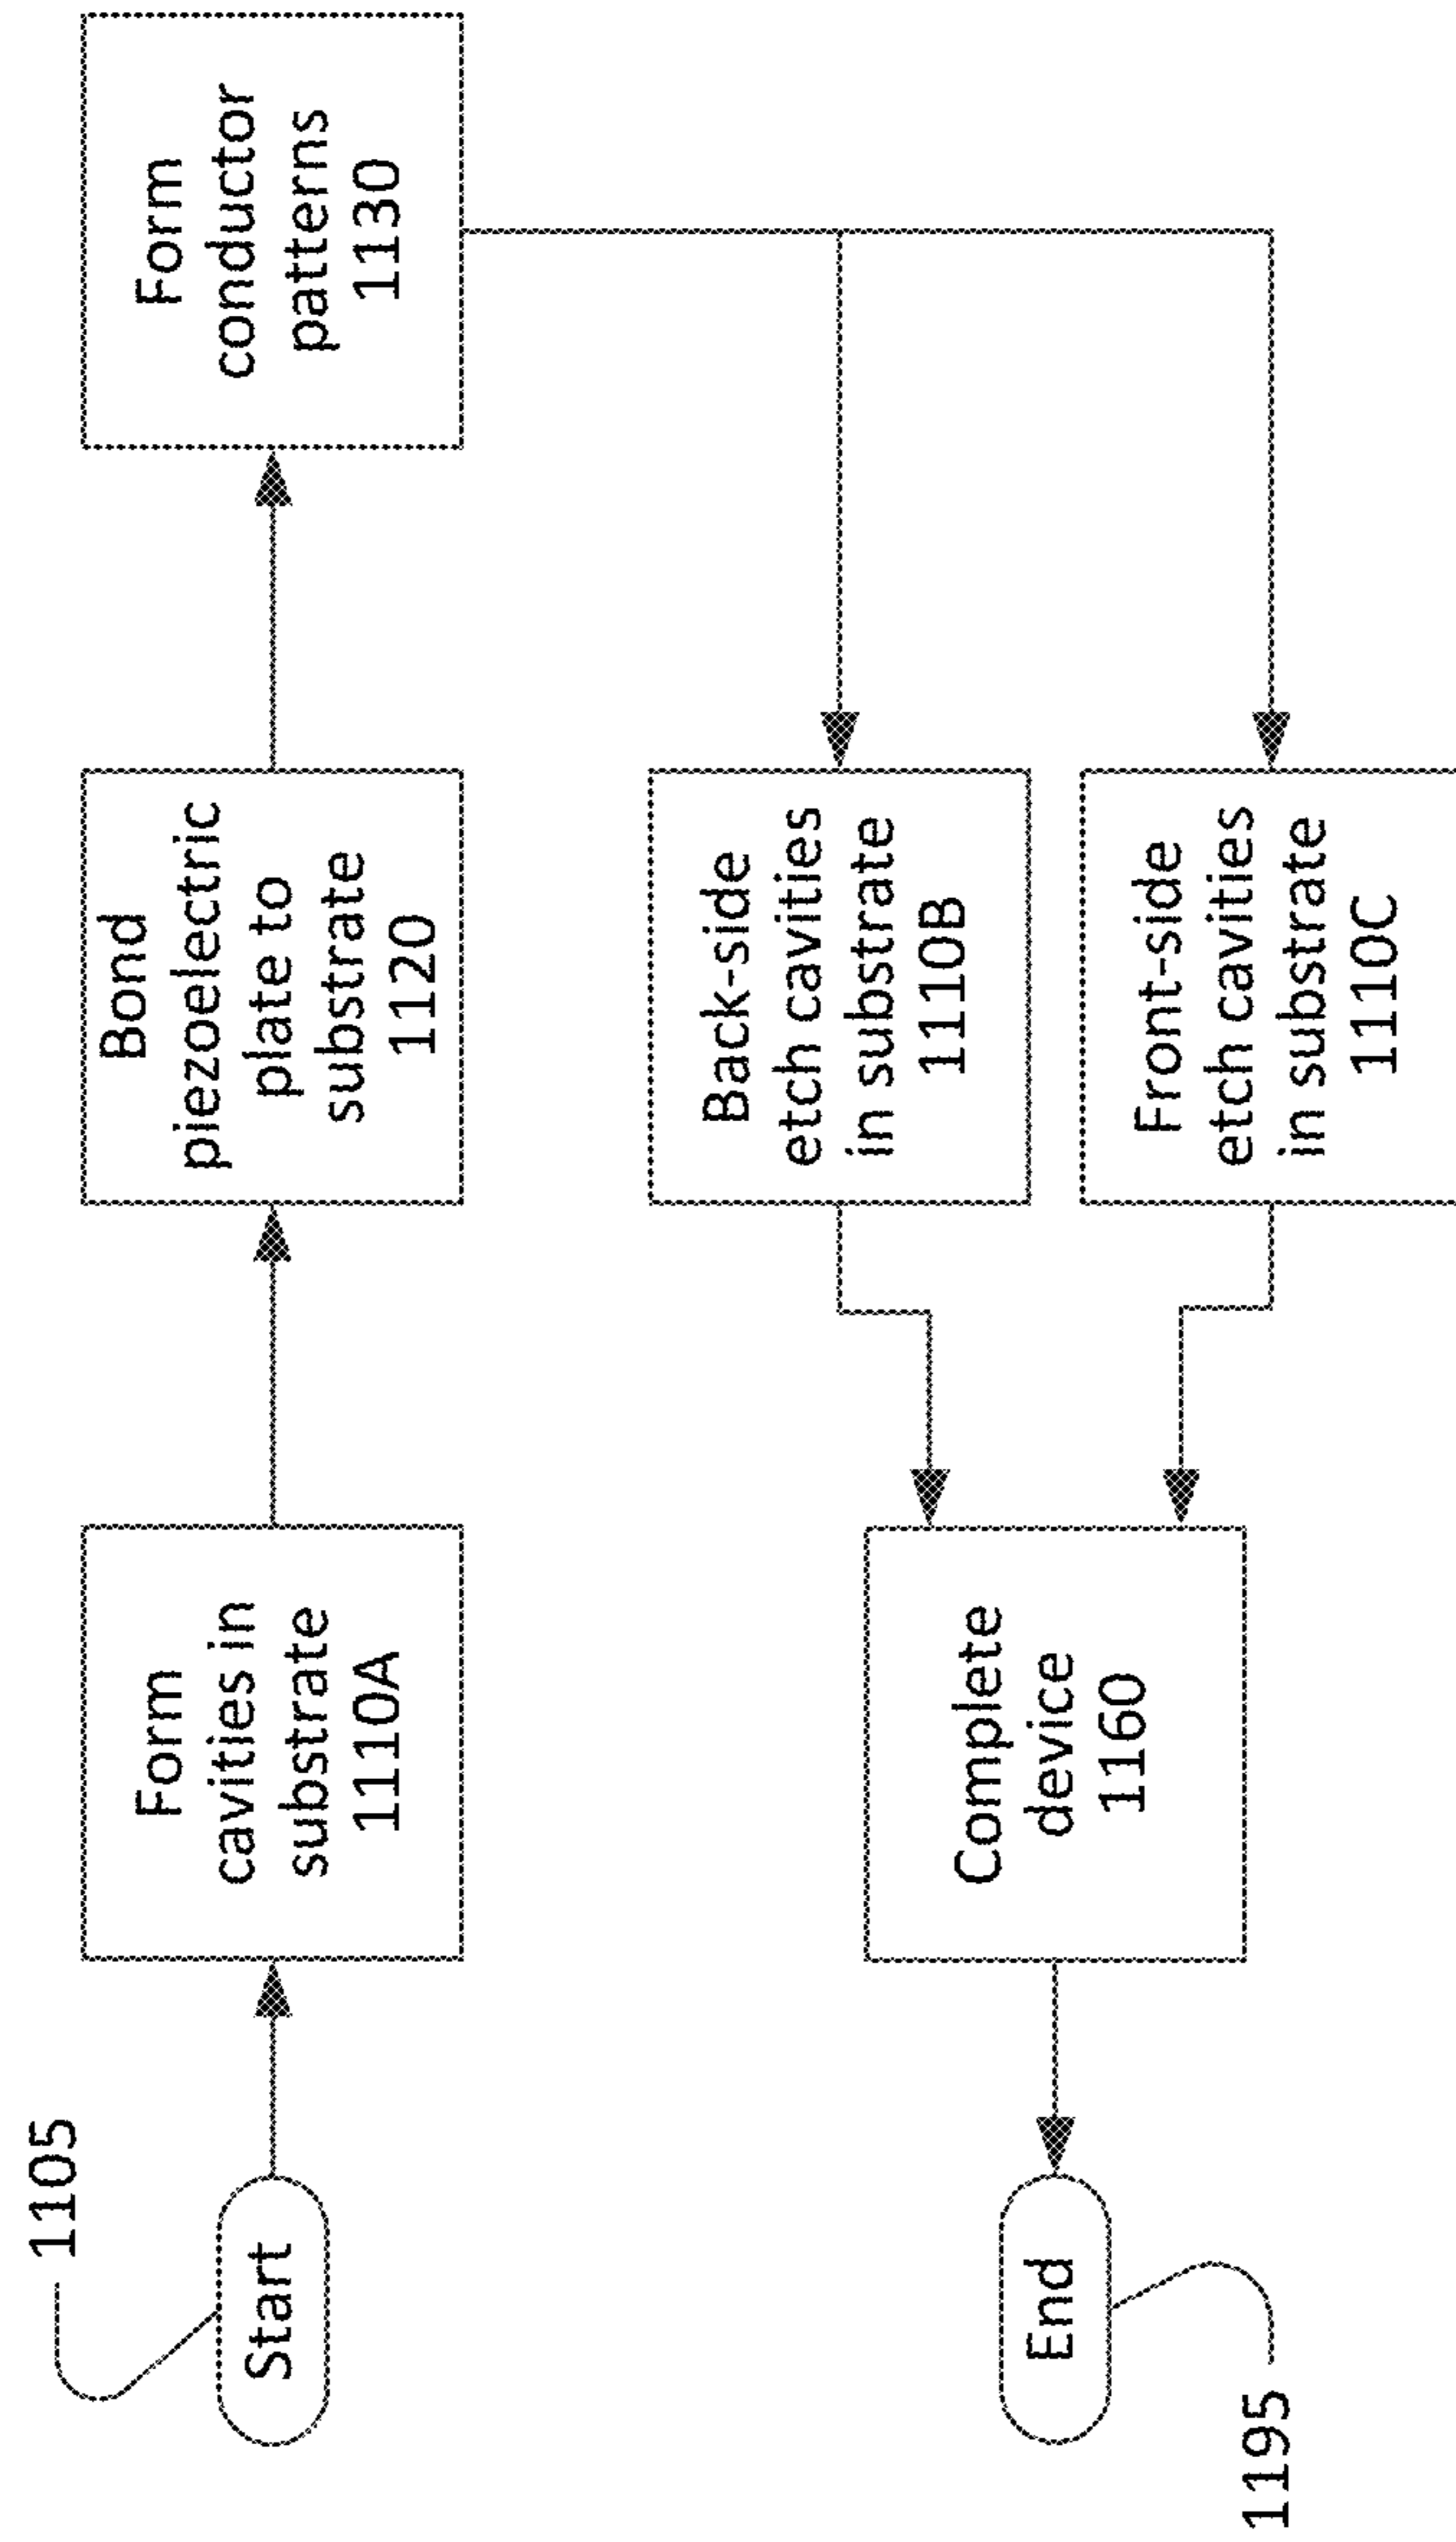 1105
Start
Form
cavities in
substrate
1110A
Bond
piezoelectric
plate to
substrate
1120
Form
conductor
patterns
1130
Back-side
etch cavities
in substrate
1110B
Front-side
etch cavities
in substrate
1110C
Complete
device
1160
End
1195